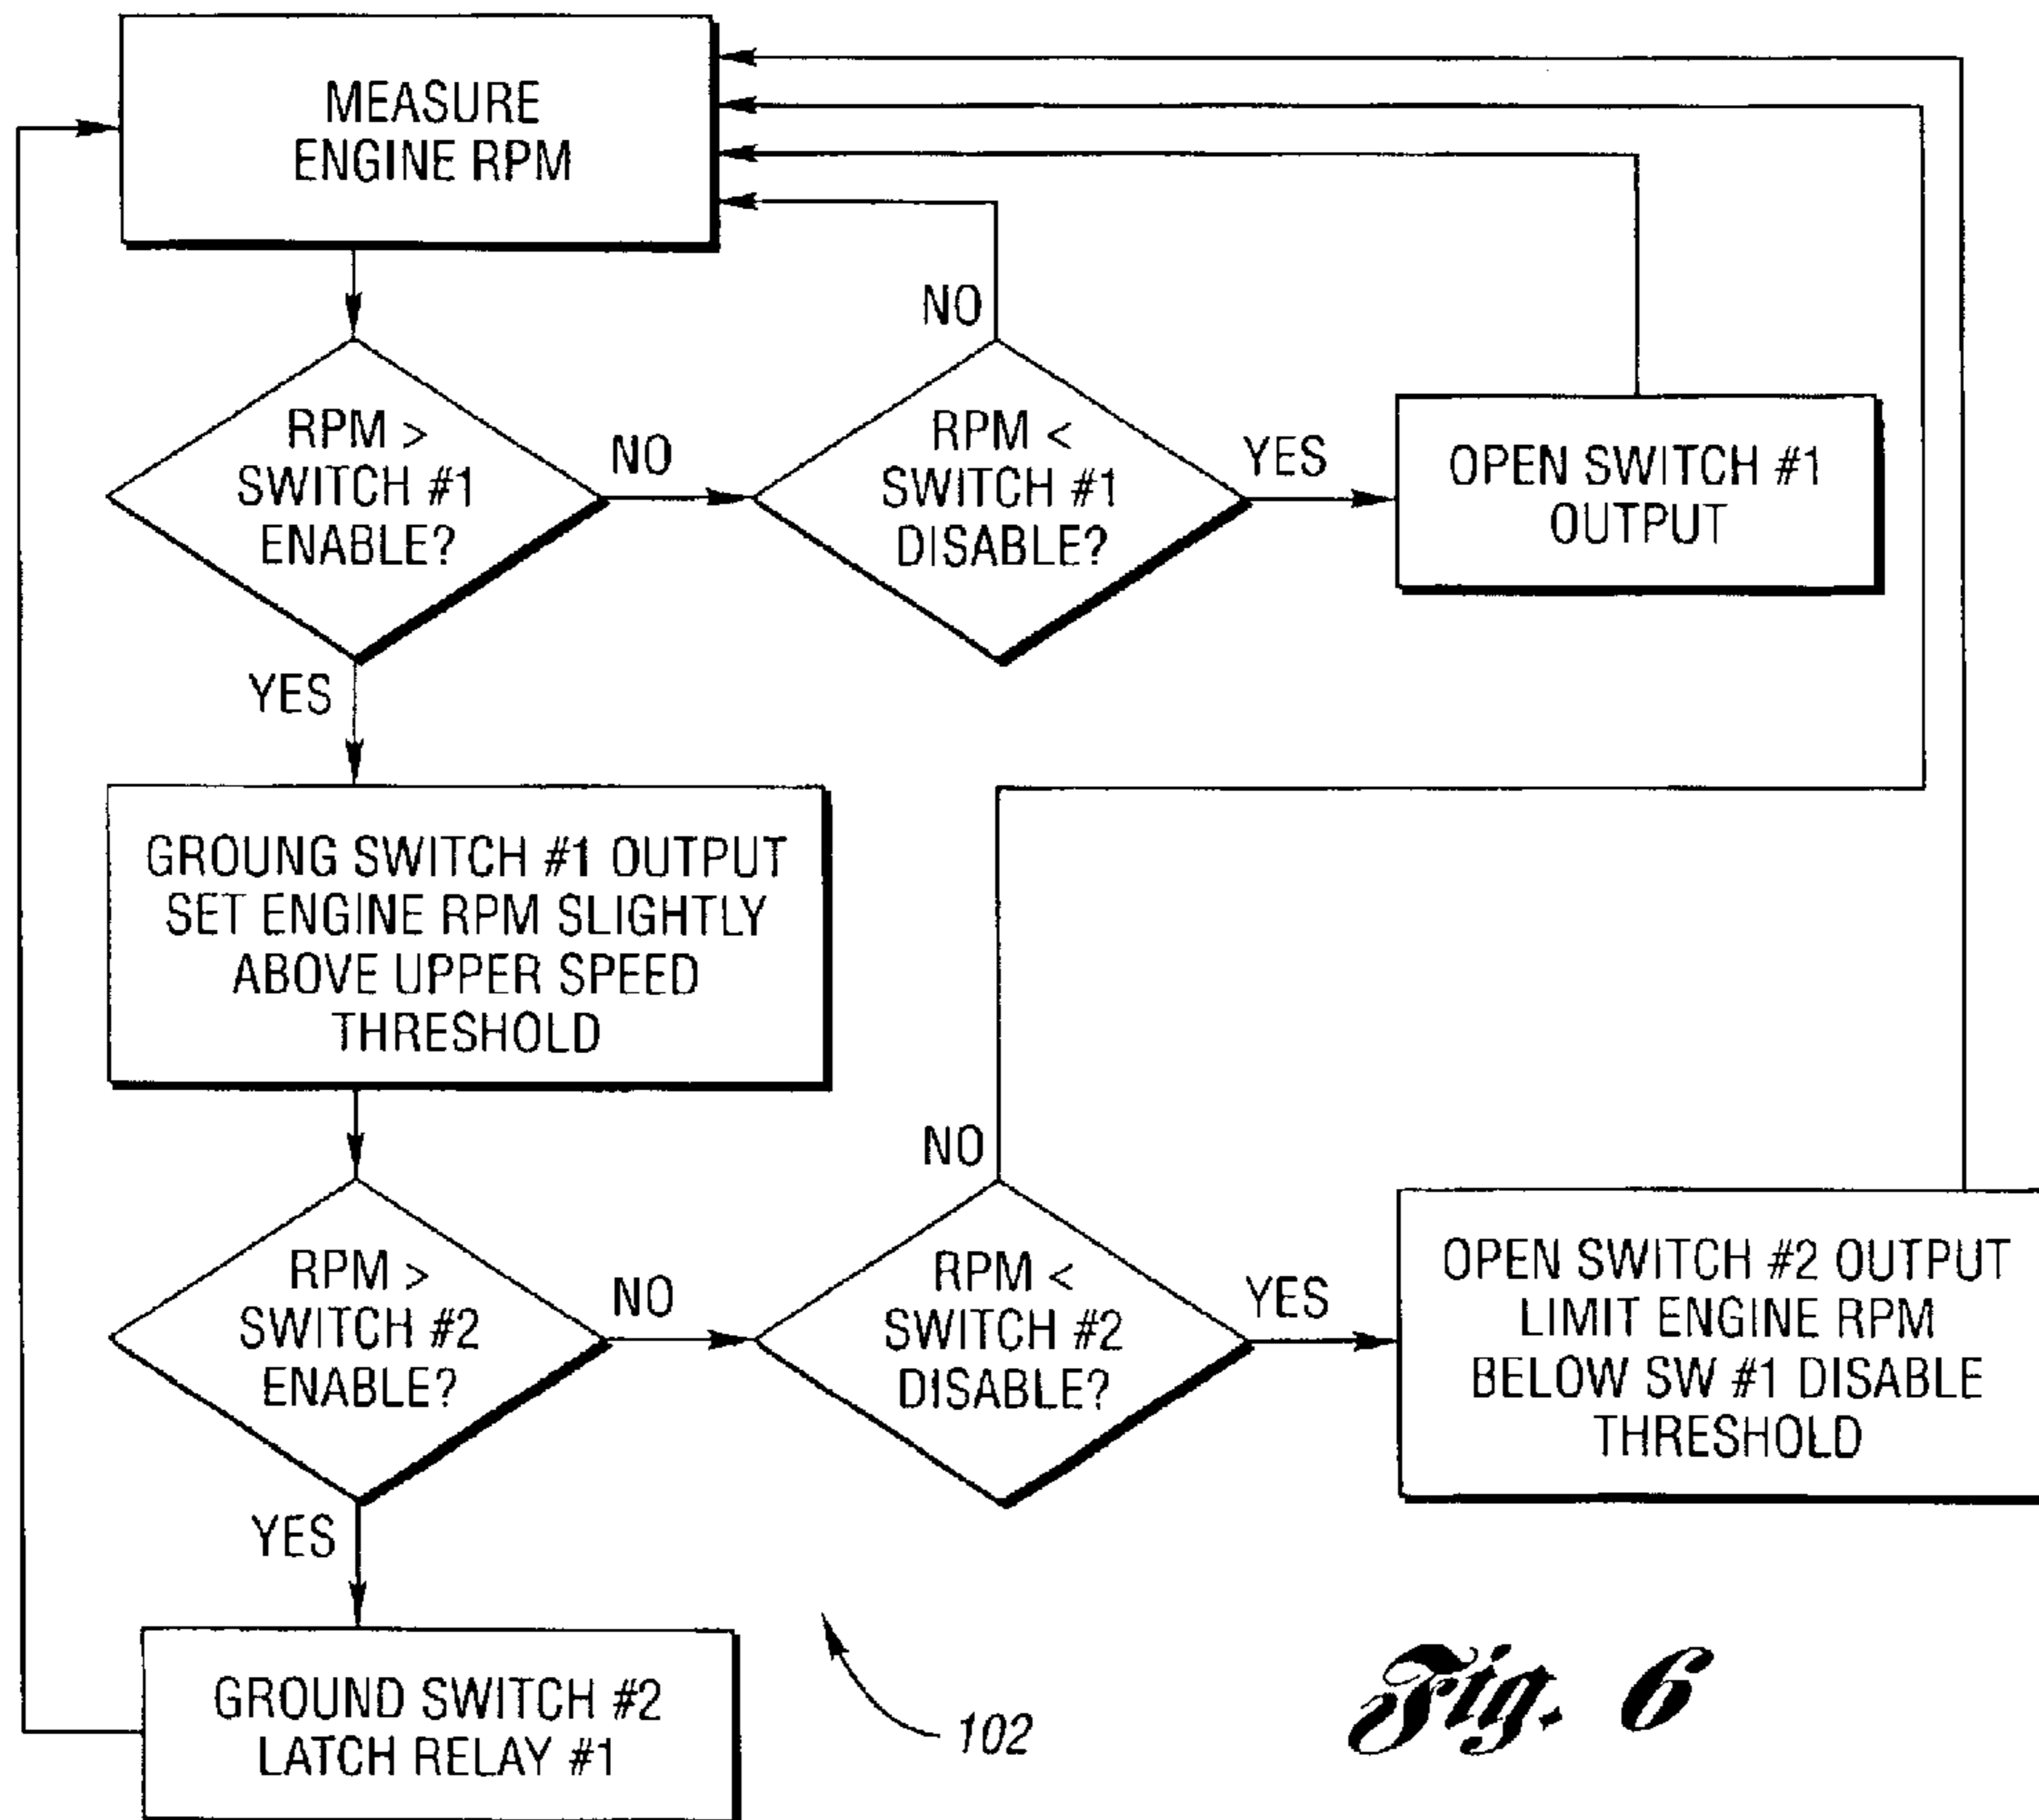 MEASURE
ENGINE RPM
NO
RPM >
SWITCH #1
ENABLE?
NO
RPM <
SWITCH #1
DISABLE?
YES
OPEN SWITCH #1
OUTPUT
YES
GROUNG SWITCH #1 OUTPUT
SET ENGINE RPM SLIGHTLY
ABOVE UPPER SPEED
THRESHOLD
NO
RPM >
SWITCH #2
ENABLE?
NO
RPM <
SWITCH #2
DISABLE?
YES
OPEN SWITCH #2 OUTPUT
LIMIT ENGINE RPM
BELOW SW #1 DISABLE
THRESHOLD
YES
GROUND SWITCH #2
LATCH RELAY #1
102
Fig. 6